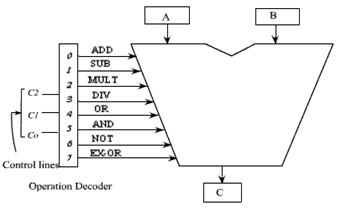 A
B
0 ADD
1 SUB
2 MULT
3 DIV
4 OR
5 AND
6 NOT
7 EX-OR
C2
C1
Co
Control lines
Operation Decoder
C